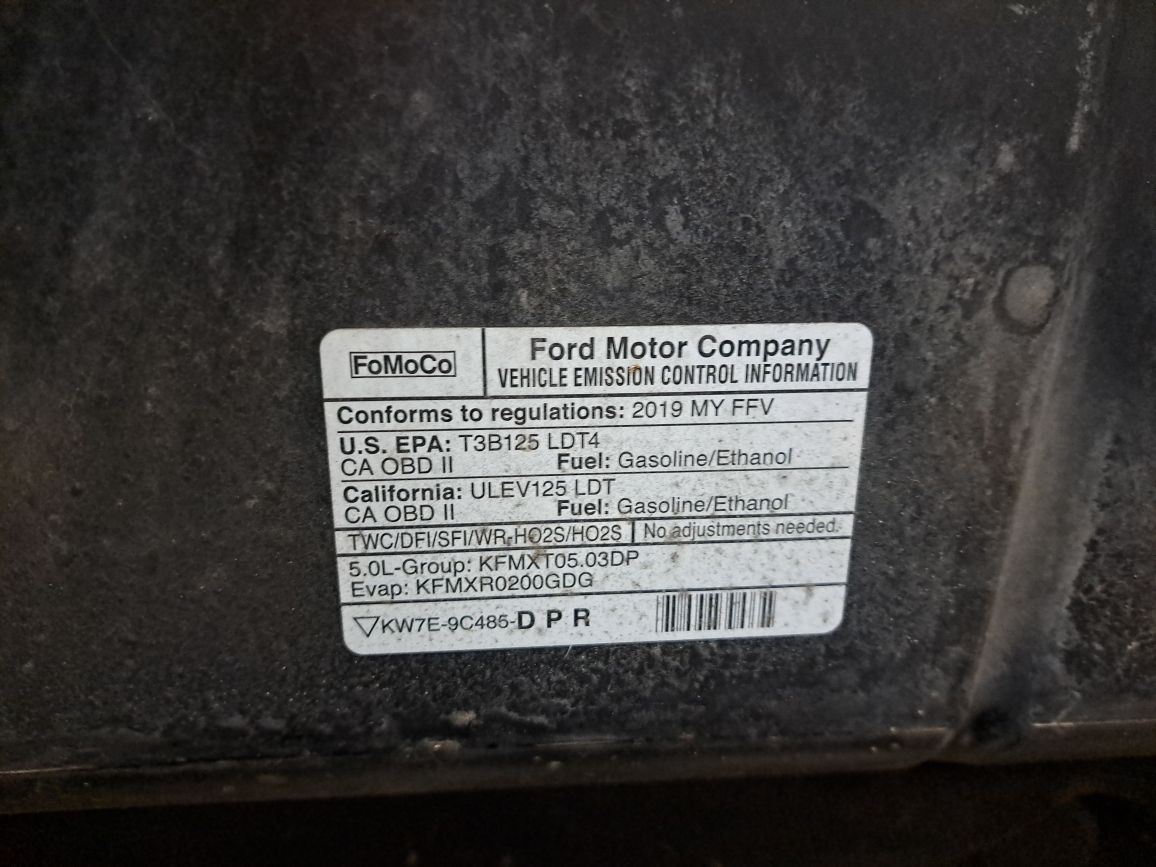 FoMoCo
Ford Motor Company
VEHICLE EMISSION CONTROL INFORMATION
Conforms to regulations: 2019 MY FFV
U.S. EPA: T3B125 LDT4
CA OBD II Fuel: Gasoline/Ethanol
California: ULEV125 LDT
CA OBD II Fuel: Gasoline/Ethanol
TWC/DFI/SFI/WR-HO2S/HO2S No adjustments needed.
5.0L-Group: KFMXT05.03DP
Evap: KFMXR0200GDG
KW7E-9C485-D P R